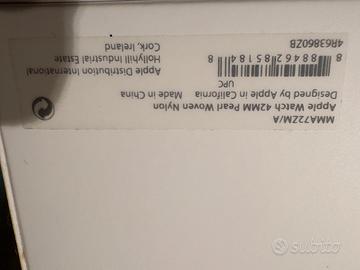 MMA72ZM/A
Apple Watch 42MM Pearl Woven Nylon
Designed by Apple in California
Made in China
UPC
8 88462 85184 8
Apple Distribution International
Hollyhill Industrial Estate
Cork, Ireland
4R63860ZB
subito